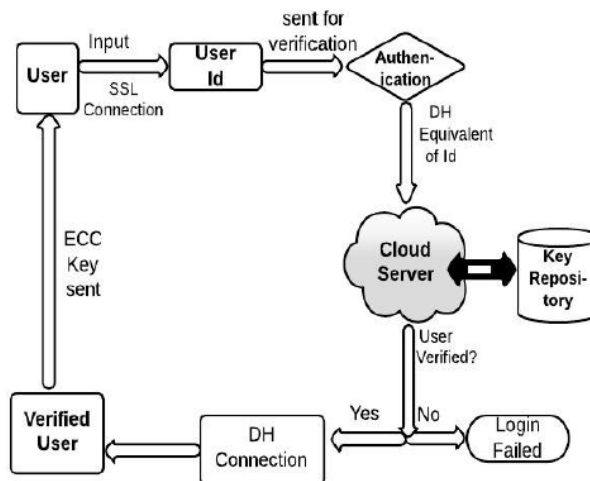 Input
sent for
verification
User
User
Id
Authen-
ication
SSL
Connection
DH
Equivalent
of Id
ECC
Key
sent
Cloud
Server
Key
Reposi-
tory
User
Verified?
Verified
User
DH
Connection
Yes
No
Login
Failed